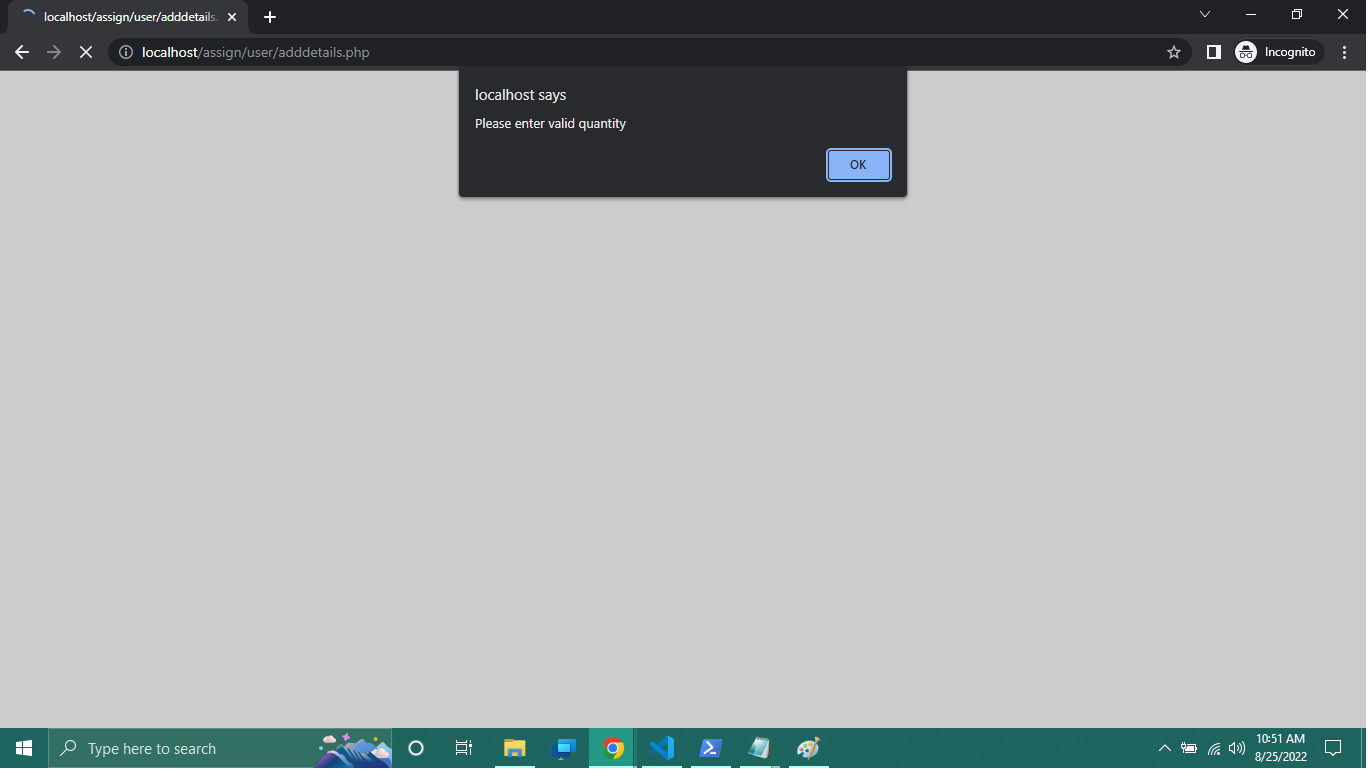 localhost/assign/user/adddetails.
localhost/assign/user/adddetails.php
Incognito
localhost says
Please enter valid quantity
OK
Type here to search
10:51 AM
8/25/2022